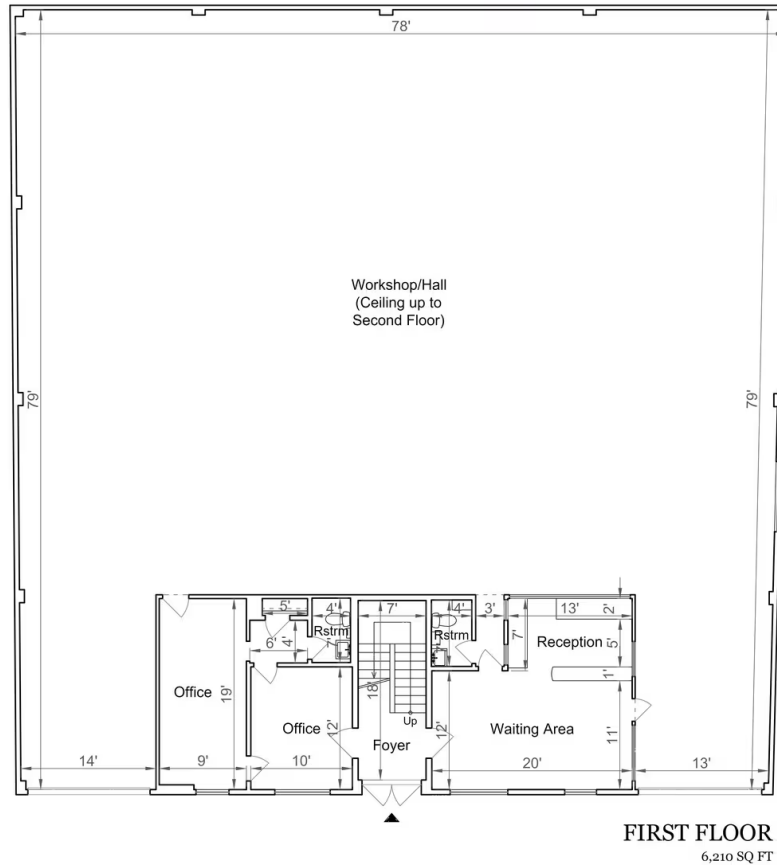 78'
Workshop/Hall
(Ceiling up to
Second Floor)
79'
79'
5'
4'
7'
4'
3'
13'
2'
Rstrm
Rstrm
7'
6'
4'
5'
Reception
1'
Office
19'
18'
Up
Office
12'
Foyer
12'
Waiting Area
11'
14'
9'
10'
20'
13'
FIRST FLOOR
6,210 SQ FT